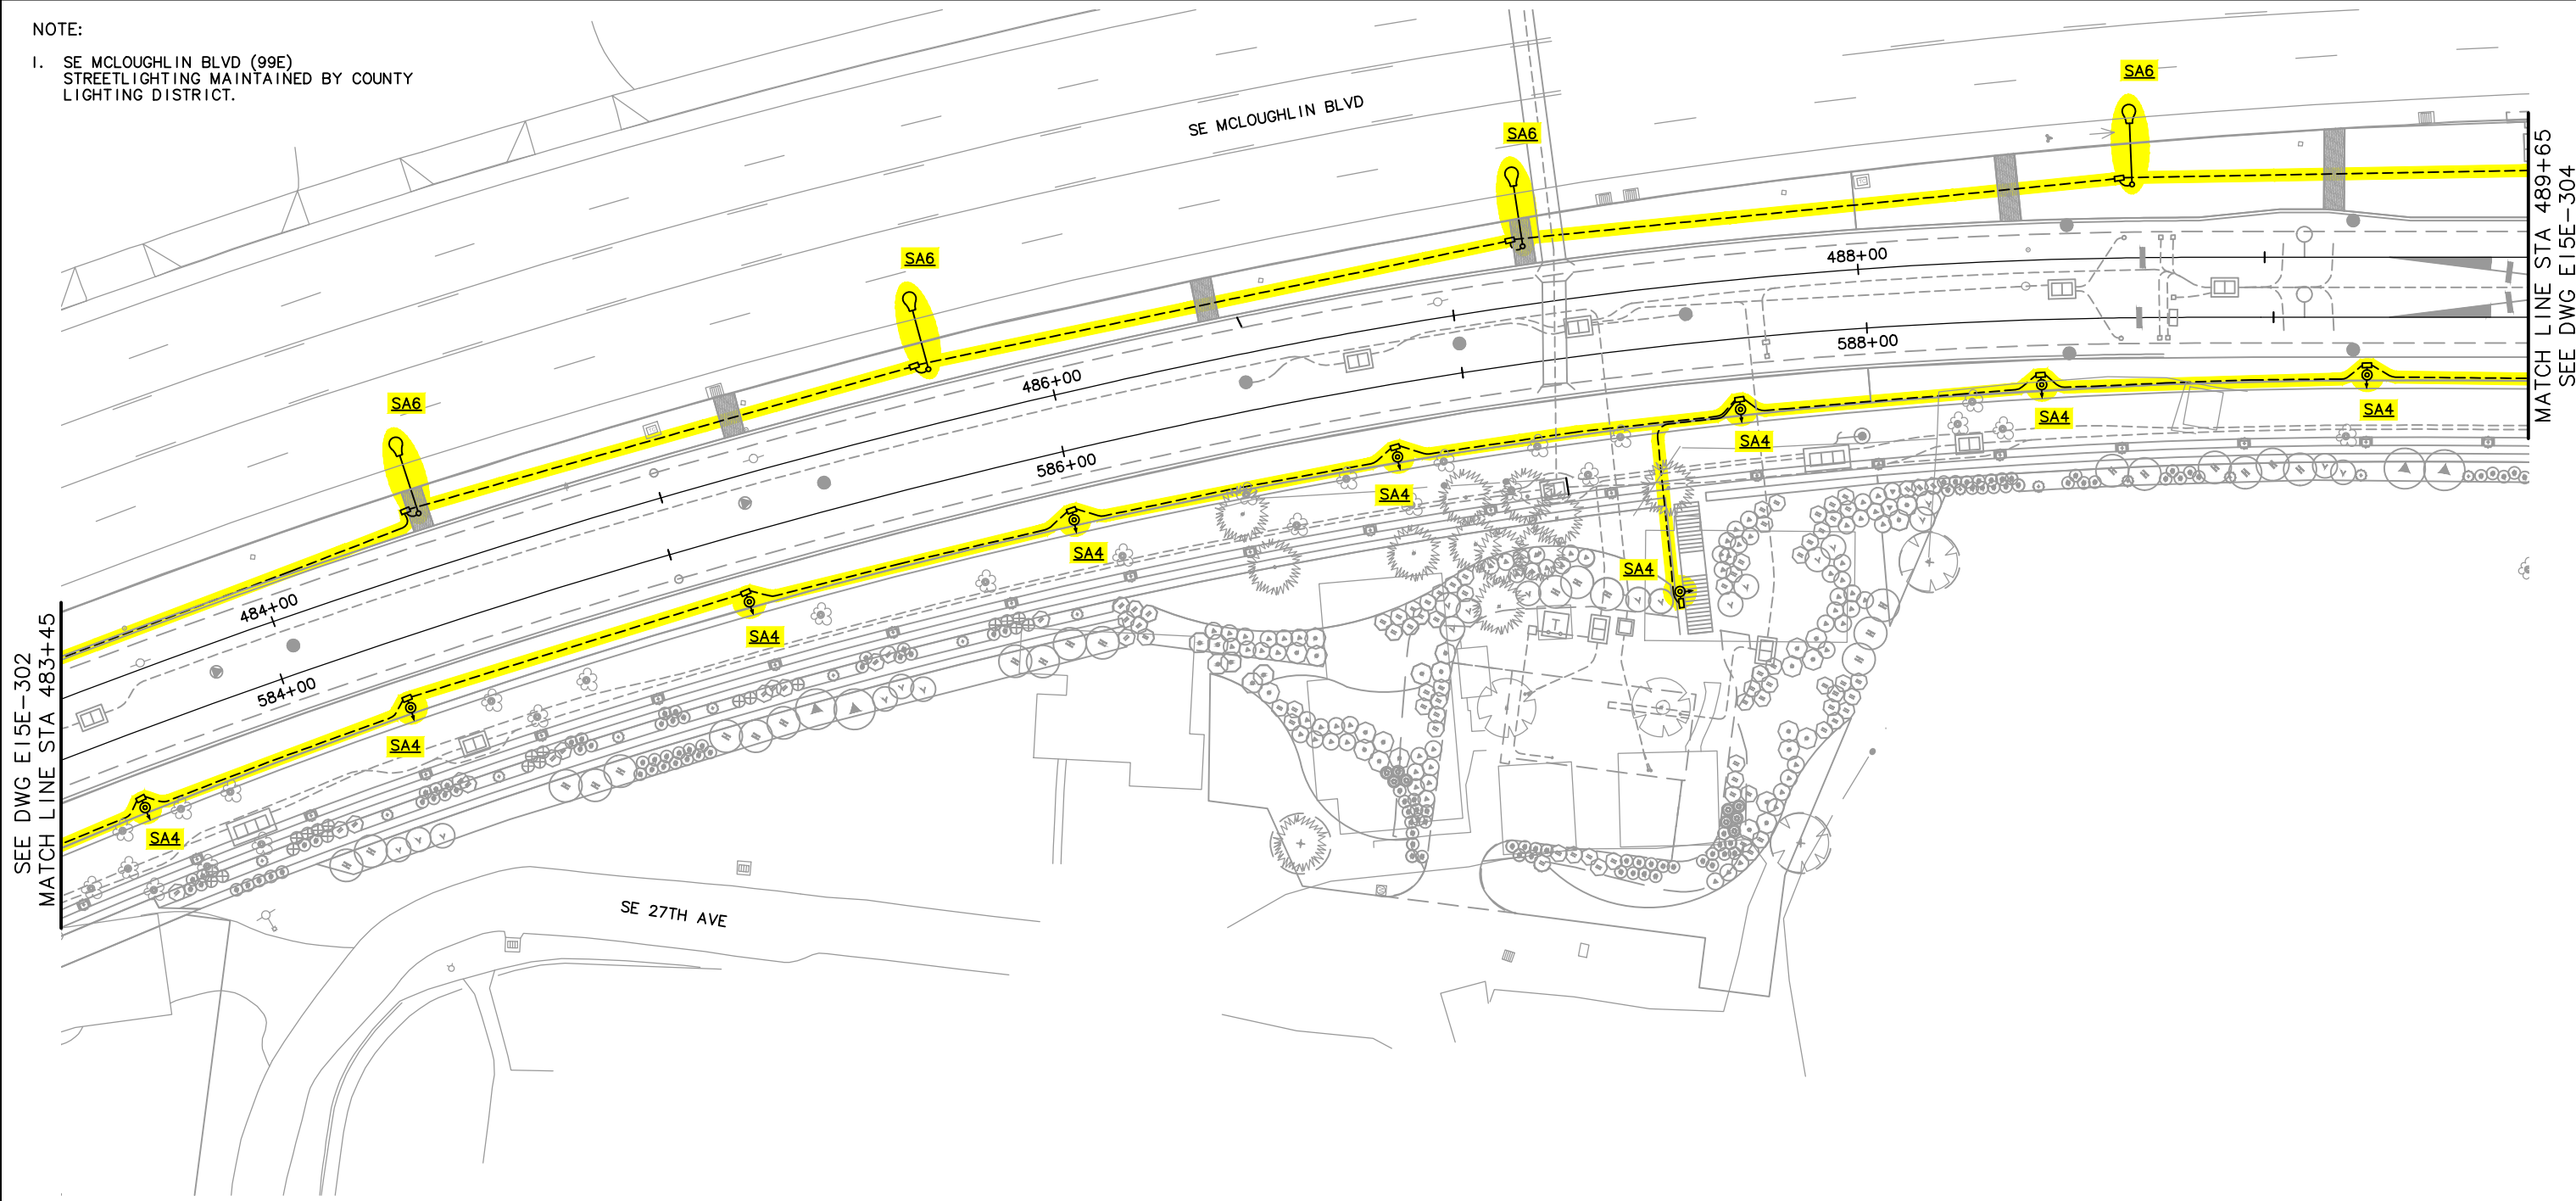 NOTE:
1. SE MCLOUGHLIN BLVD (99E)
STREETLIGHTING MAINTAINED BY COUNTY
LIGHTING DISTRICT.
SE MCLOUGHLIN BLVD
SA6
SA6
SA6
SA6
MATCH LINE STA 489+65
SEE DWG E15E-304
488+00
588+00
486+00
586+00
484+00
584+00
SA4
SA4
SA4
SA4
SA4
SA4
SA4
SA4
SA4
SEE DWG E15E-302
MATCH LINE STA 483+45
SE 27TH AVE